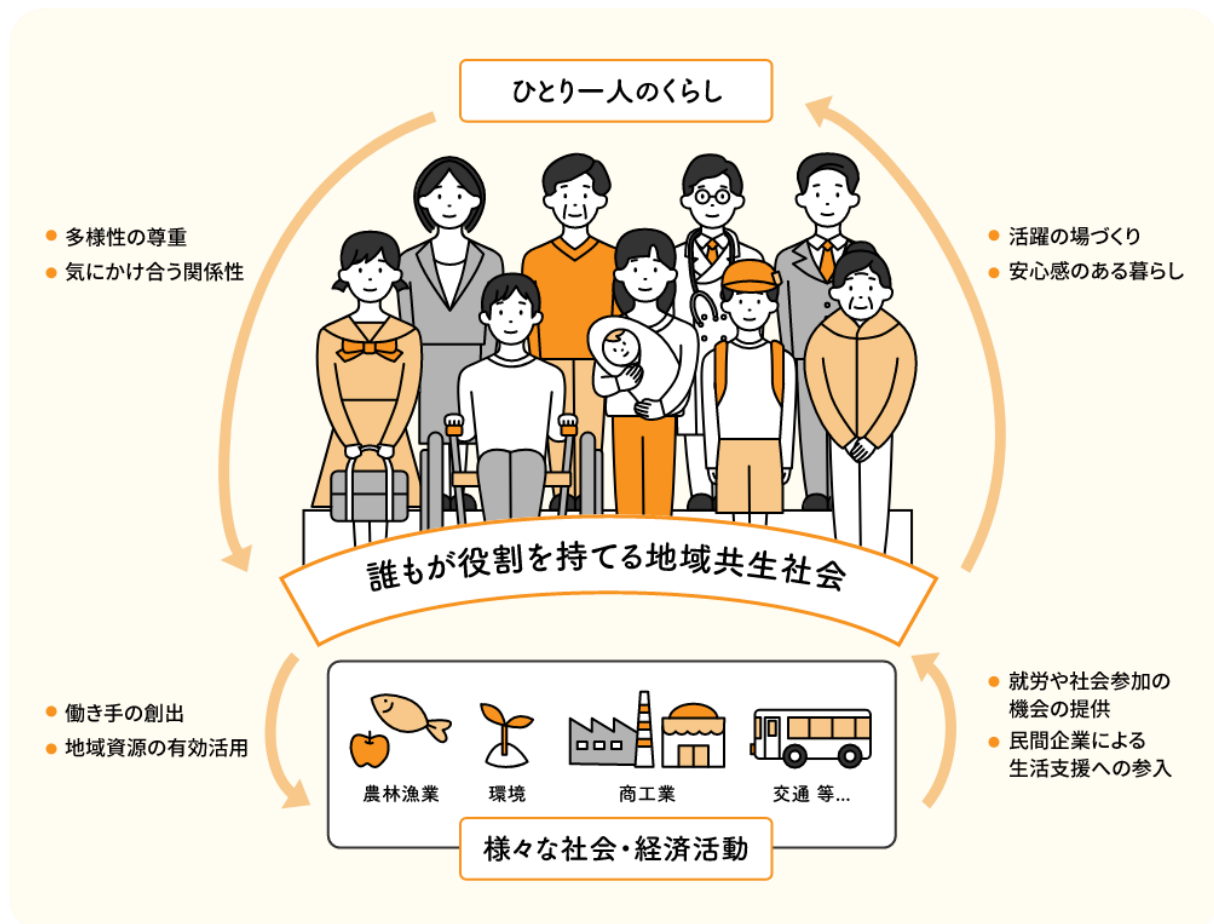 ひとり一人のくらし
● 多様性の尊重
● 気にかけ合う関係性
● 活躍の場づくり
● 安心感のある暮らし
誰もが役割を持てる地域共生社会
● 働き手の創出
● 地域資源の有効活用
● 就労や社会参加の
機会の提供
● 民間企業による
生活支援への参入
農林漁業
環境
商工業
交通 等...
様々な社会・経済活動